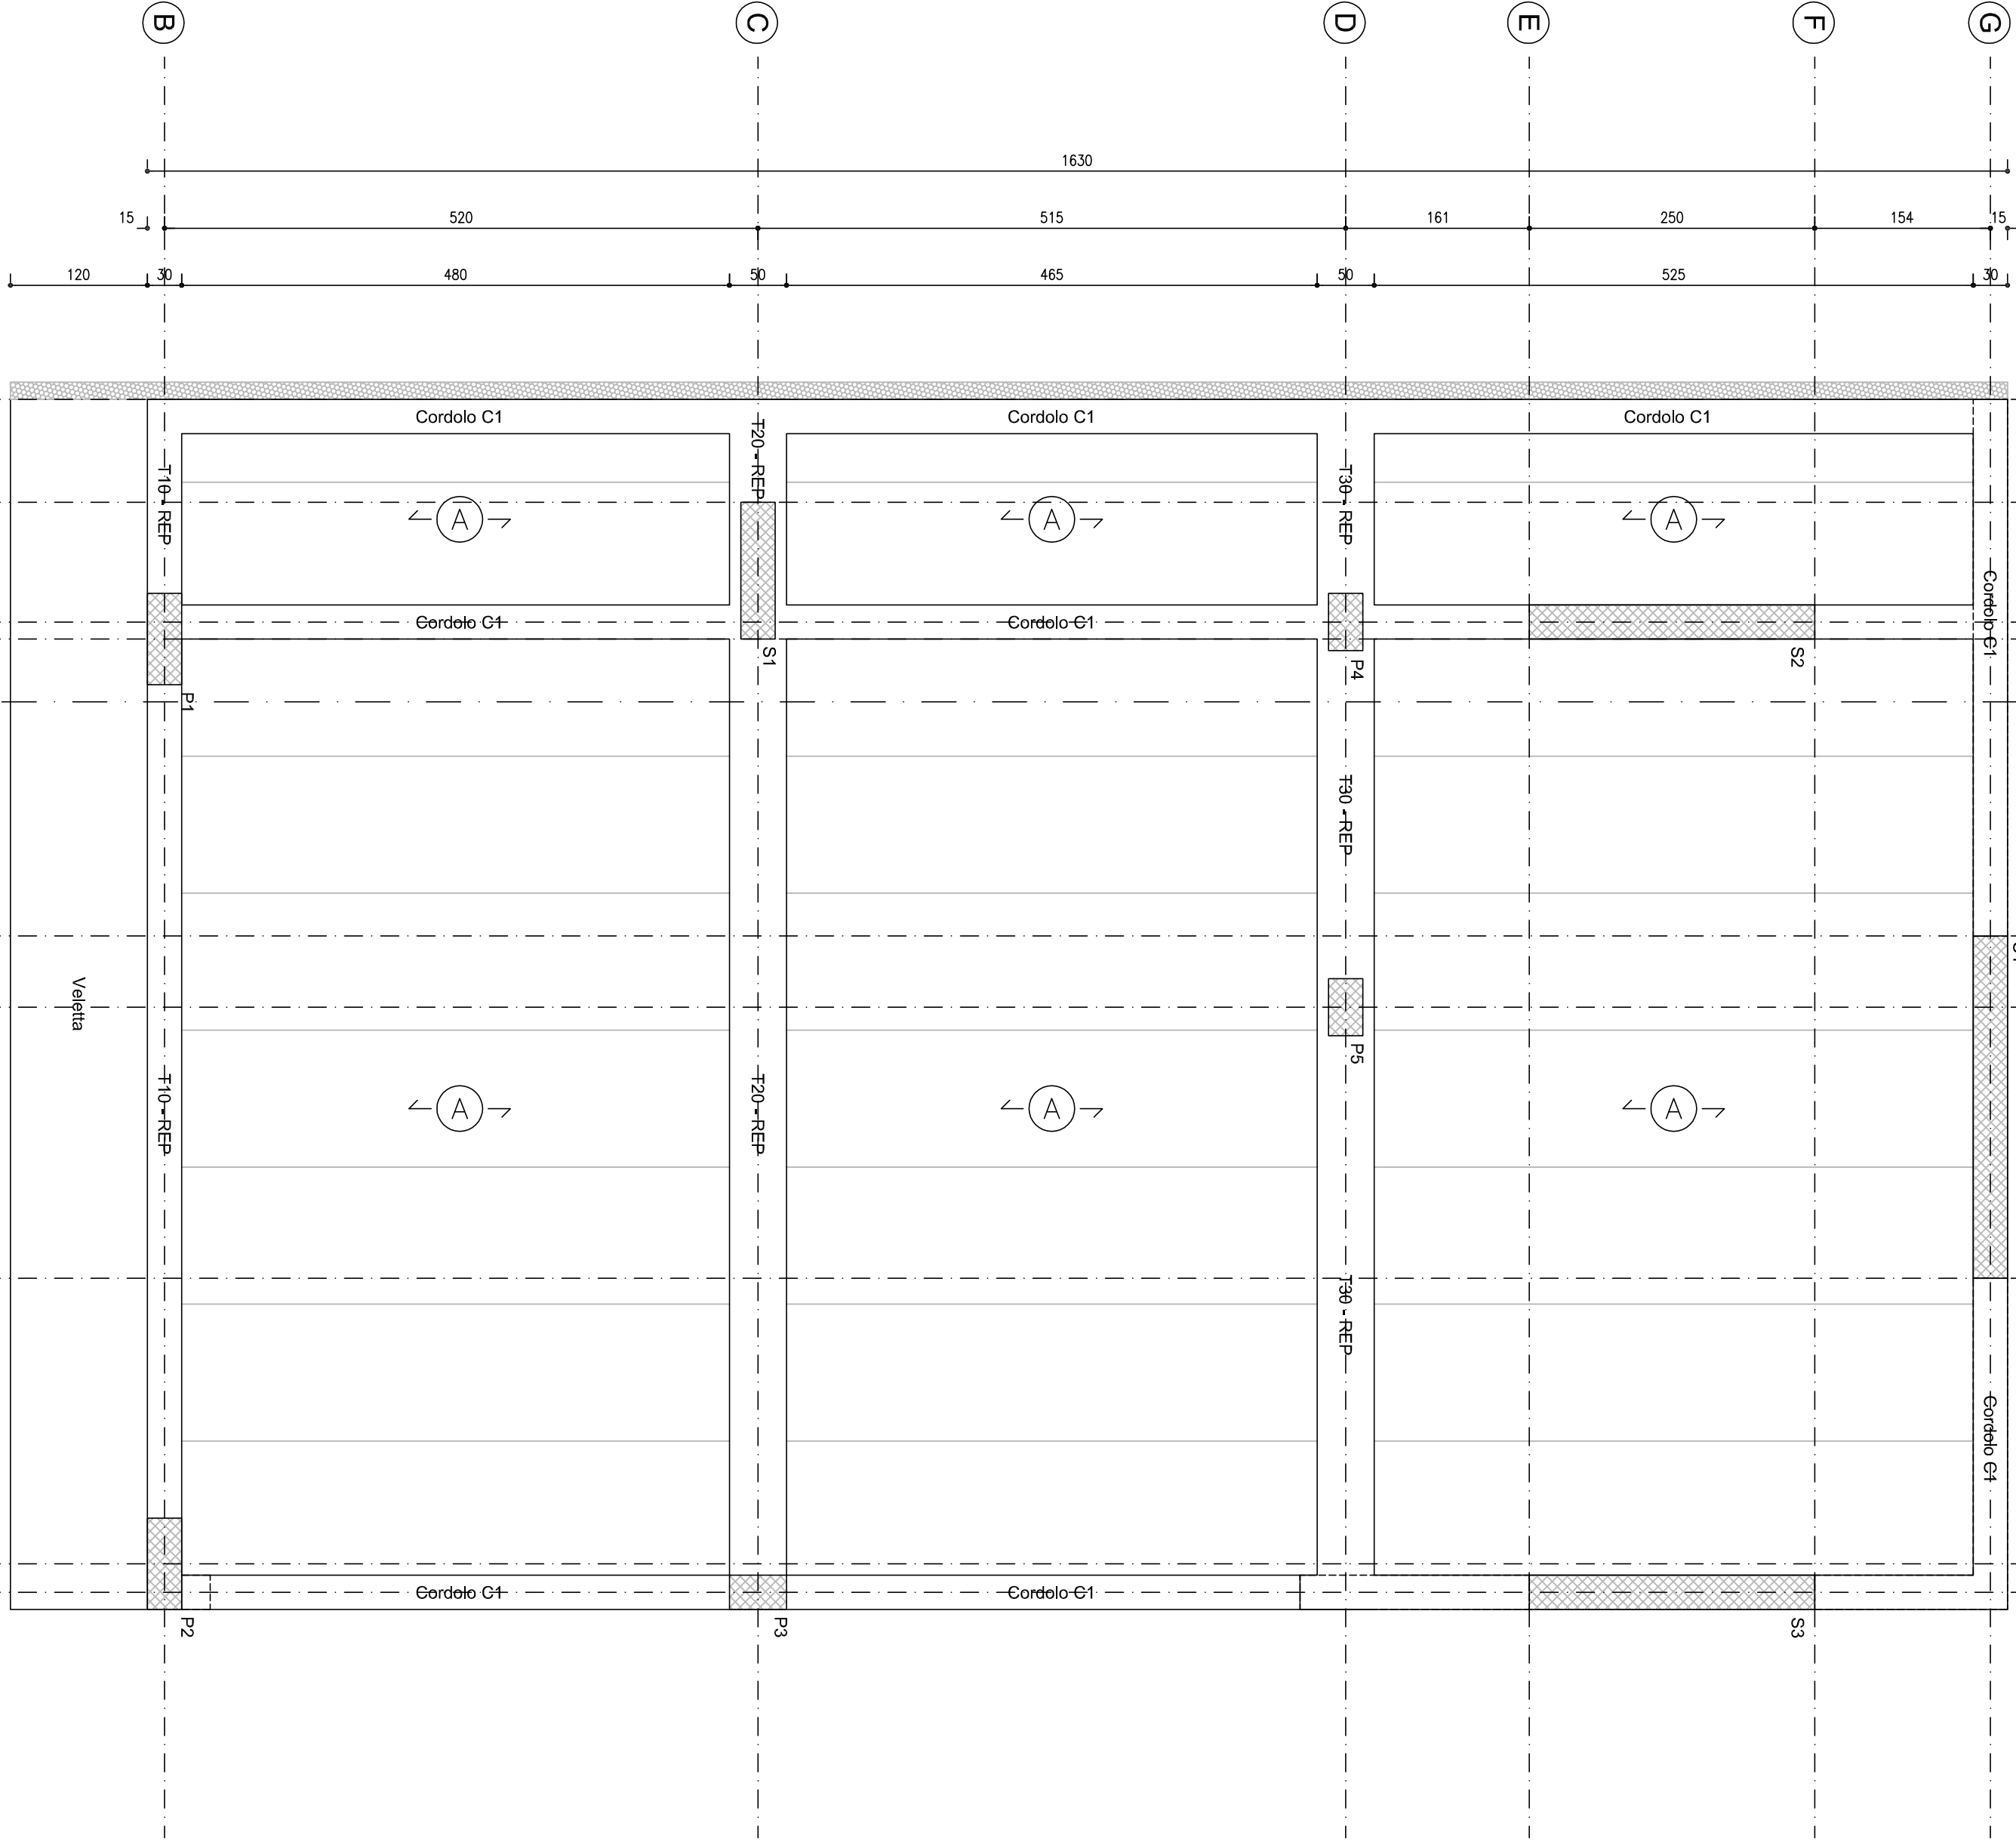 B
C
D
E
F
G
1630
15
520
515
161
250
154
15
120
30
480
50
465
50
525
30
Cordolo C1
Cordolo C1
Cordolo C1
T10 - REP
T20 - REP
T30 - REP
A
A
A
Cordolo C1
Cordolo C1
Cordolo C1
S1
P4
S2
P1
T30 - REP
Veletta
P5
T10 - REP
A
T20 - REP
A
A
T30 - REP
Cordolo C1
Cordolo C1
Cordolo C1
P2
P3
S3